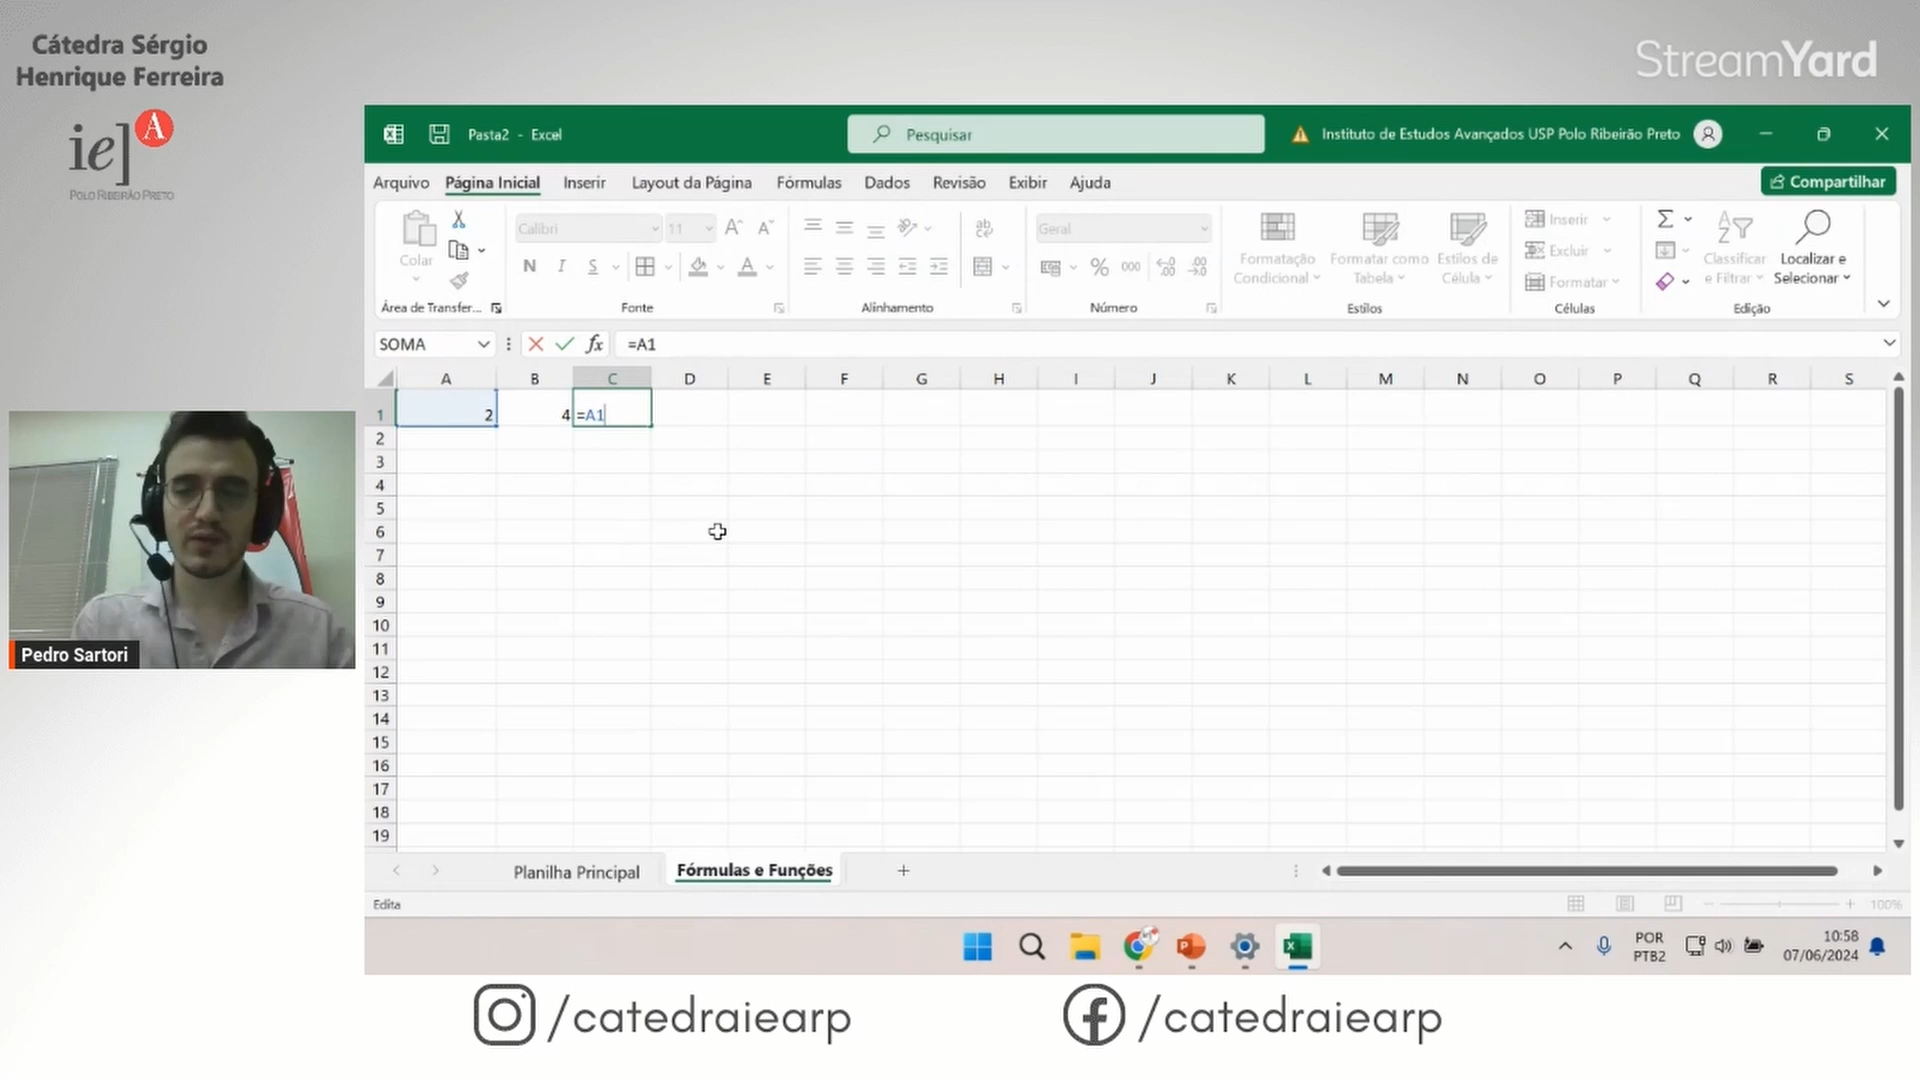 Cátedra Sérgio
Henrique Ferreira
iea
POLO RIBEIRÃO PRETO
StreamYard
Pasta2 - Excel
Pesquisar
Instituto de Estudos Avançados USP Polo Ribeirão Preto
Arquivo Página Inicial Inserir Layout da Página Fórmulas Dados Revisão Exibir Ajuda
Compartilhar
Colar
Área de Transfer...
Calibri 11
N I S
Fonte
ab
Alinhamento
Geral
% 000
Número
Formatação
Condicional
Formatar como
Tabela
Estilos de
Célula
Estilos
Inserir
Excluir
Formatar
Células
Classificar
e Filtrar
Localizar e
Selecionar
Edição
SOMA fx =A1
A B C D E F G H I J K L M N O P Q R S
1 2 4 =A1
2
3
4
5
6
7
8
9
10
11
12
13
14
15
16
17
18
19
Pedro Sartori
Planilha Principal Fórmulas e Funções +
Edita
100%
POR
PTB2
10:58
07/06/2024
/catedraiearp
/catedraiearp